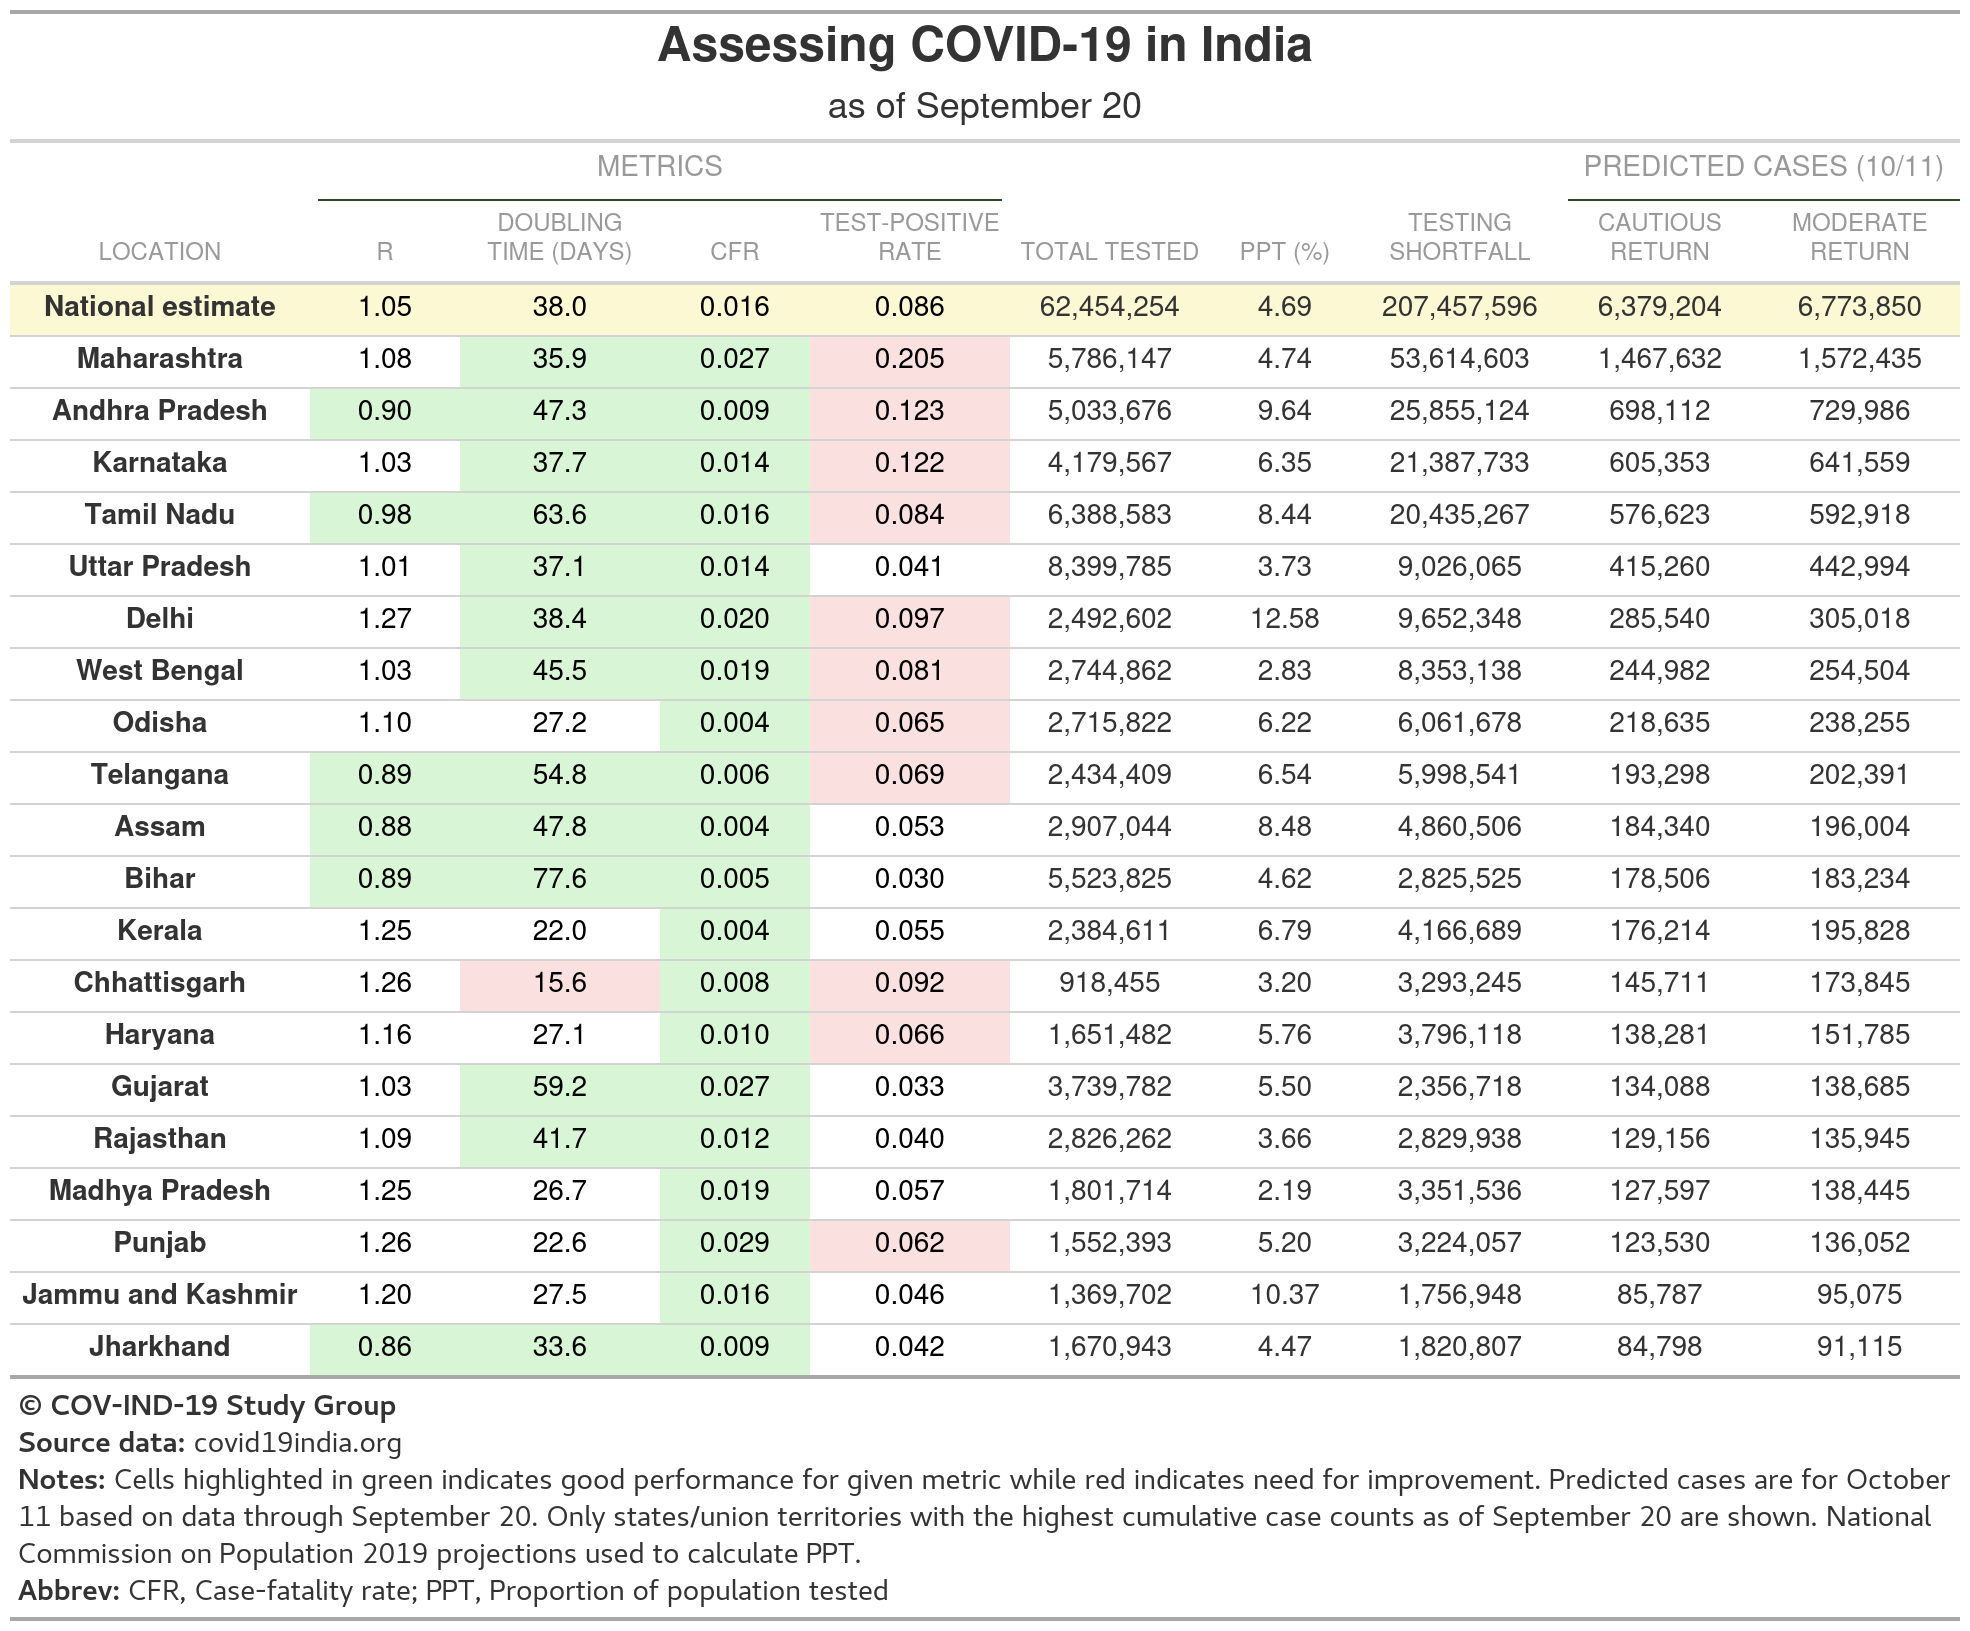 Assessing COVID-19 in India
as of September 20
METRICS PREDICTED CASES (10/11)
LOCATION R DOUBLING TIME (DAYS) CFR TEST-POSITIVE RATE TOTAL TESTED PPT (%) TESTING SHORTFALL CAUTIOUS RETURN MODERATE RETURN
National estimate 1.05 38.0 0.016 0.086 62,454,254 4.69 207,457,596 6,379,204 6,773,850
Maharashtra 1.08 35.9 0.027 0.205 5,786,147 4.74 53,614,603 1,467,632 1,572,435
Andhra Pradesh 0.90 47.3 0.009 0.123 5,033,676 9.64 25,855,124 698,112 729,986
Karnataka 1.03 37.7 0.014 0.122 4,179,567 6.35 21,387,733 605,353 641,559
Tamil Nadu 0.98 63.6 0.016 0.084 6,388,583 8.44 20,435,267 576,623 592,918
Uttar Pradesh 1.01 37.1 0.014 0.041 8,399,785 3.73 9,026,065 415,260 442,994
Delhi 1.27 38.4 0.020 0.097 2,492,602 12.58 9,652,348 285,540 305,018
West Bengal 1.03 45.5 0.019 0.081 2,744,862 2.83 8,353,138 244,982 254,504
Odisha 1.10 27.2 0.004 0.065 2,715,822 6.22 6,061,678 218,635 238,255
Telangana 0.89 54.8 0.006 0.069 2,434,409 6.54 5,998,541 193,298 202,391
Assam 0.88 47.8 0.004 0.053 2,907,044 8.48 4,860,506 184,340 196,004
Bihar 0.89 77.6 0.005 0.030 5,523,825 4.62 2,825,525 178,506 183,234
Kerala 1.25 22.0 0.004 0.055 2,384,611 6.79 4,166,689 176,214 195,828
Chhattisgarh 1.26 15.6 0.008 0.092 918,455 3.20 3,293,245 145,711 173,845
Haryana 1.16 27.1 0.010 0.066 1,651,482 5.76 3,796,118 138,281 151,785
Gujarat 1.03 59.2 0.027 0.033 3,739,782 5.50 2,356,718 134,088 138,685
Rajasthan 1.09 41.7 0.012 0.040 2,826,262 3.66 2,829,938 129,156 135,945
Madhya Pradesh 1.25 26.7 0.019 0.057 1,801,714 2.19 3,351,536 127,597 138,445
Punjab 1.26 22.6 0.029 0.062 1,552,393 5.20 3,224,057 123,530 136,052
Jammu and Kashmir 1.20 27.5 0.016 0.046 1,369,702 10.37 1,756,948 85,787 95,075
Jharkhand 0.86 33.6 0.009 0.042 1,670,943 4.47 1,820,807 84,798 91,115
© COV-IND-19 Study Group
Source data: covid19india.org
Notes: Cells highlighted in green indicates good performance for given metric while red indicates need for improvement. Predicted cases are for October
11 based on data through September 20. Only states/union territories with the highest cumulative case counts as of September 20 are shown. National
Commission on Population 2019 projections used to calculate PPT.
Abbrev: CFR, Case-fatality rate; PPT, Proportion of population tested